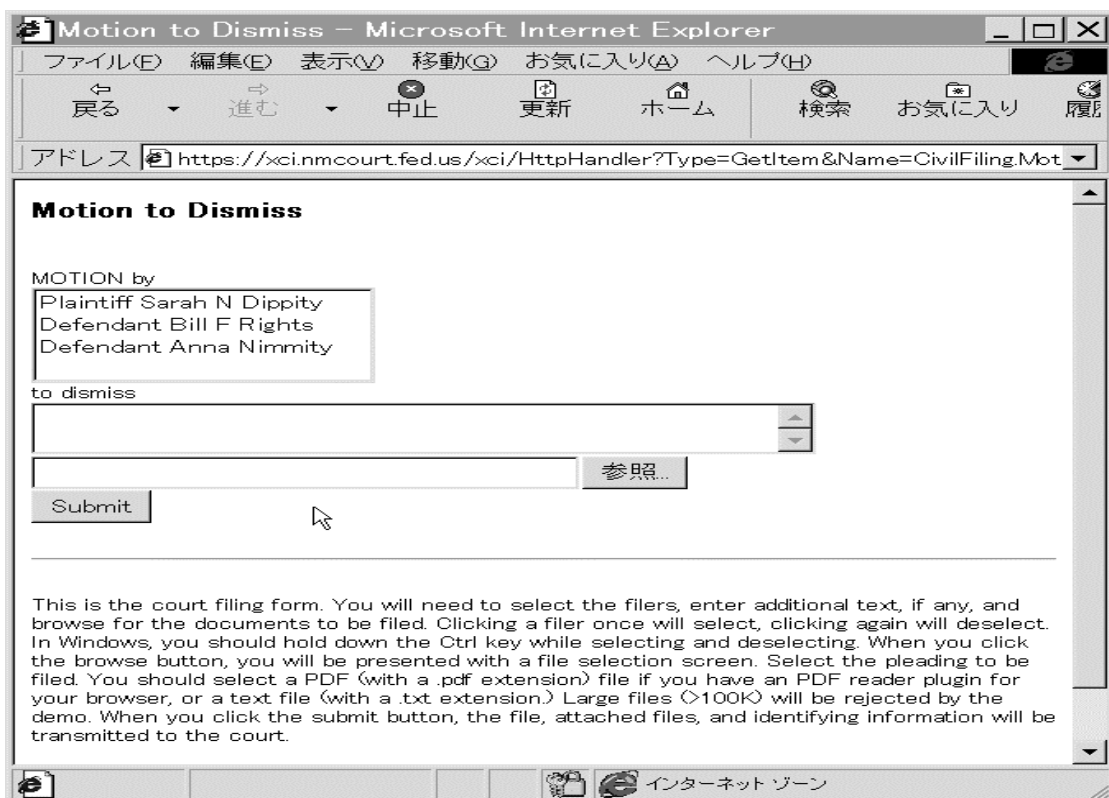 Motion to Dismiss - Microsoft Internet Explorer
ファイル(F) 編集(E) 表示(V) 移動(G) お気に入り(A) ヘルプ(H)
戻る 進む 中止 更新 ホーム 検索 お気に入り 履歴
アドレス https://xci.nmcourt.fed.us/xci/HttpHandler?Type=GetItem&Name=CivilFiling.Mot
Motion to Dismiss
MOTION by
Plaintiff Sarah N Dippity
Defendant Bill F Rights
Defendant Anna Nimmity
to dismiss
参照...
Submit
This is the court filing form. You will need to select the filers, enter additional text, if any, and
browse for the documents to be filed. Clicking a filer once will select, clicking again will deselect.
In Windows, you should hold down the Ctrl key while selecting and deselecting. When you click
the browse button, you will be presented with a file selection screen. Select the pleading to be
filed. You should select a PDF (with a .pdf extension) file if you have an PDF reader plugin for
your browser, or a text file (with a .txt extension.) Large files (>100K) will be rejected by the
demo. When you click the submit button, the file, attached files, and identifying information will be
transmitted to the court.
インターネット ゾーン